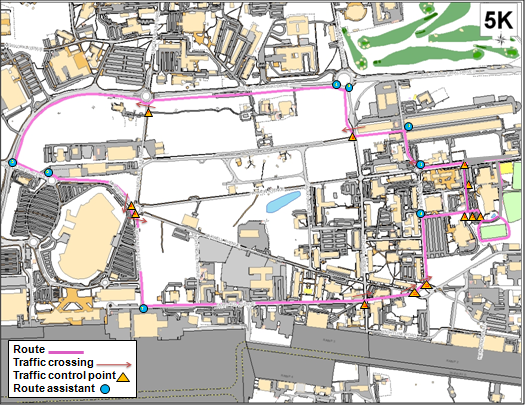 5K
Route
Traffic crossing
Traffic control point
Route assistant